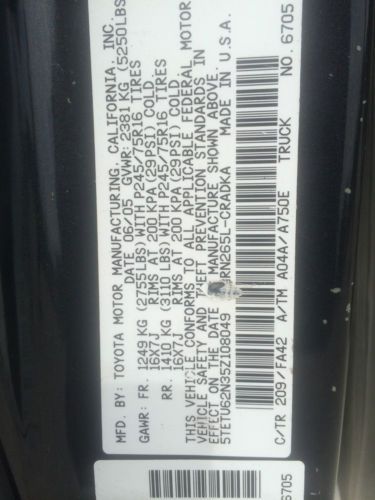 MFD. BY: TOYOTA MOTOR MANUFACTURING, CALIFORNIA, INC.
DATE 06/05 GVWR: 2381 KG (5250LBS
GAWR: FR. 1249 KG (2755LBS) WITH P245/75R16 TIRES
16X7J RIMS AT 200 KPA (29PSI) COLD.
RR. 1410 KG (3110LBS) WITH P245/75R16 TIRES
16X7J RIMS AT 200 KPA (29PSI) COLD.
THIS VEHICLE CONFORMS TO ALL APPLICABLE FEDERAL MOTOR
VEHICLE SAFETY AND THEFT PREVENTION STANDARDS IN
EFFECT ON THE DATE OF MANUFACTURE SHOWN ABOVE.
5TETU62N35Z108049 RN265L-CRADKA MADE IN U.S.A.
C/TR 209 /FA42 A/TM A04A/A750E TRUCK NO. 6705
6705